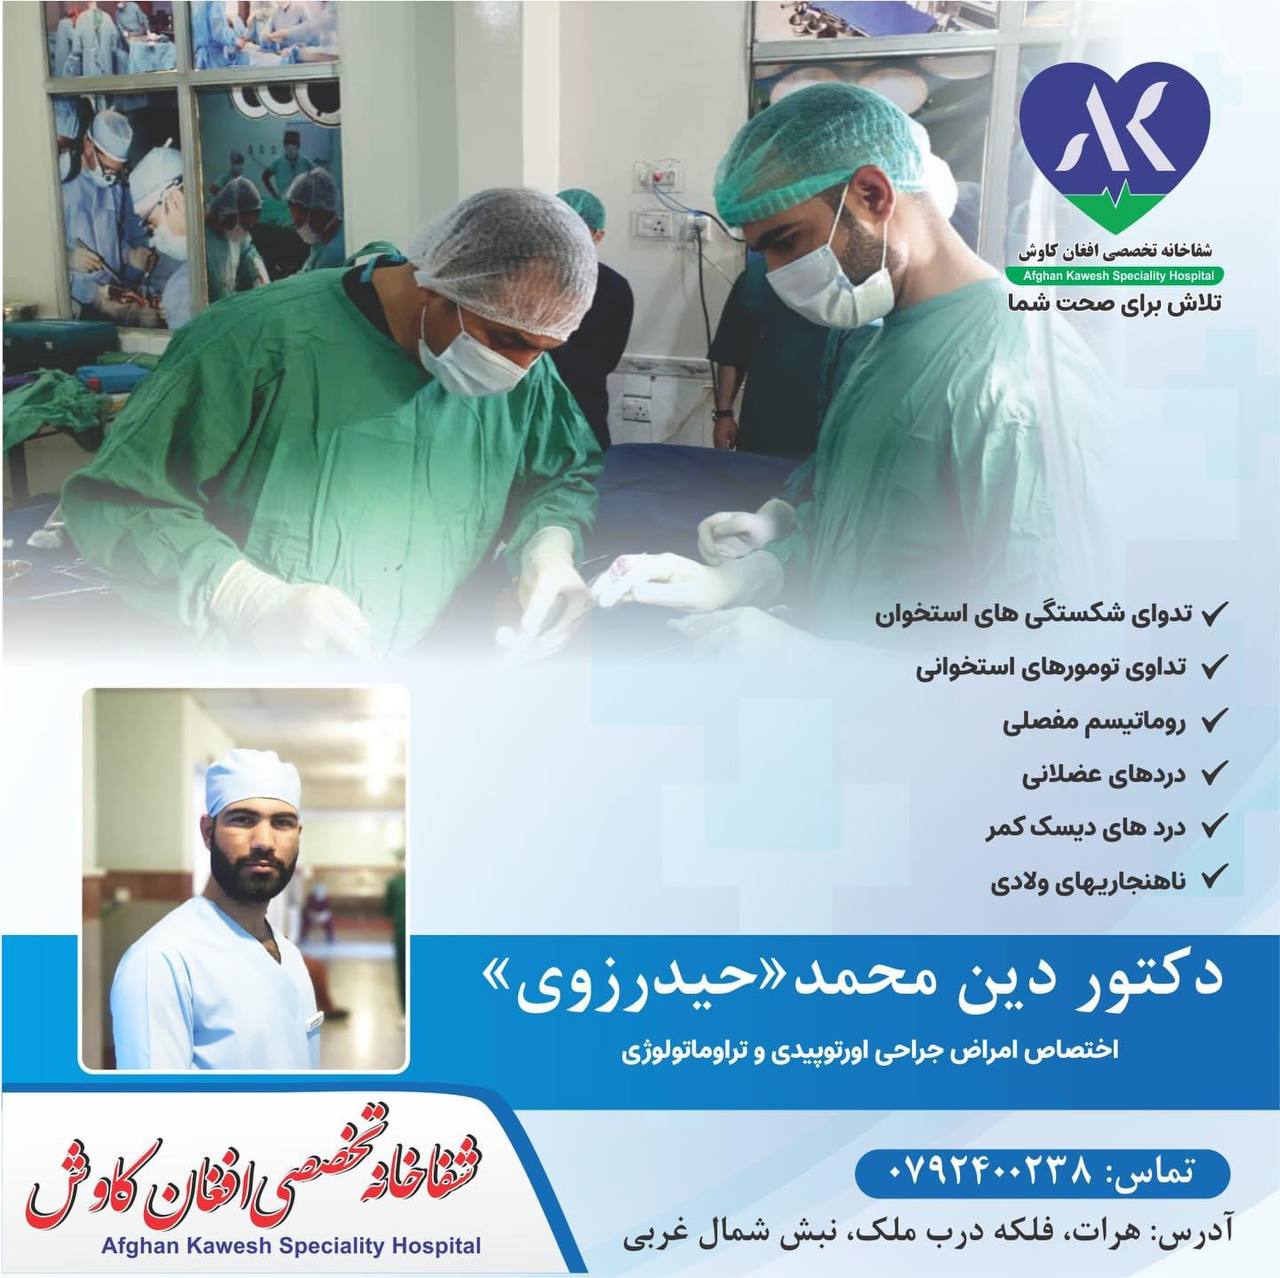 AK
شفاخانه تخصصی افغان کاوش
Afghan Kawesh Speciality Hospital
تلاش برای صحت شما
تدوای شکستگی های استخوان
تداوی تومورهای استخوانی
روماتیسم مفصلی
دردهای عضلانی
درد های دیسک کمر
ناهنجاریهای ولادی
دکتور دین محمد«حیدرزوی»
اختصاص امراض جراحی اورتوپیدی و تراوماتولوژی
شفاخانه تخصصی افغان کاوش
Afghan Kawesh Speciality Hospital
تماس: ۰۷۹۲۴۰۰۲۳۸
آدرس: هرات، فلکه درب ملک، نبش شمال غربی